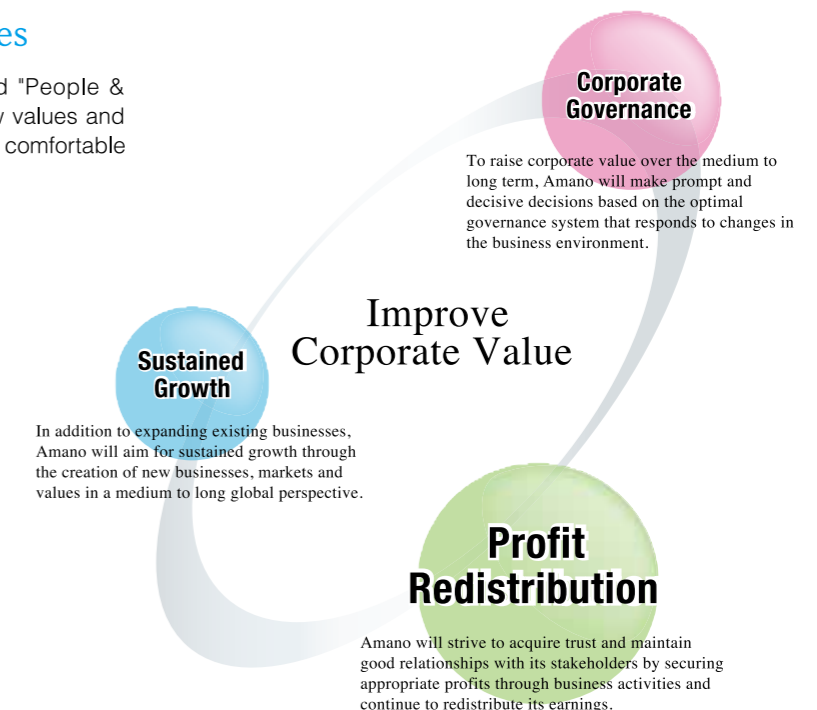 es
d "People &
values and
comfortable
Corporate
Governance
To raise corporate value over the medium to
long term, Amano will make prompt and
decisive decisions based on the optimal
governance system that responds to changes in
the business environment.
Improve
Corporate Value
Sustained
Growth
In addition to expanding existing businesses,
Amano will aim for sustained growth through
the creation of new businesses, markets and
values in a medium to long global perspective.
Profit
Redistribution
Amano will strive to acquire trust and maintain
good relationships with its stakeholders by securing
appropriate profits through business activities and
continue to redistribute its earnings.